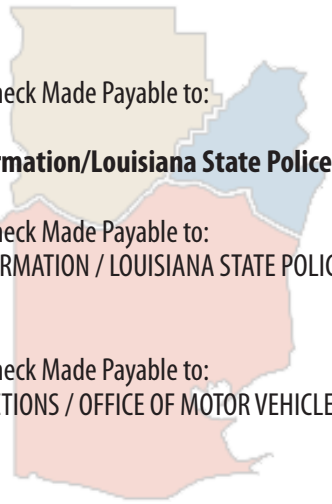 heck Made Payable to:
rmation/Louisiana State Police
heck Made Payable to:
RMATION / LOUISIANA STATE POLIC
heck Made Payable to:
CTIONS / OFFICE OF MOTOR VEHICLE